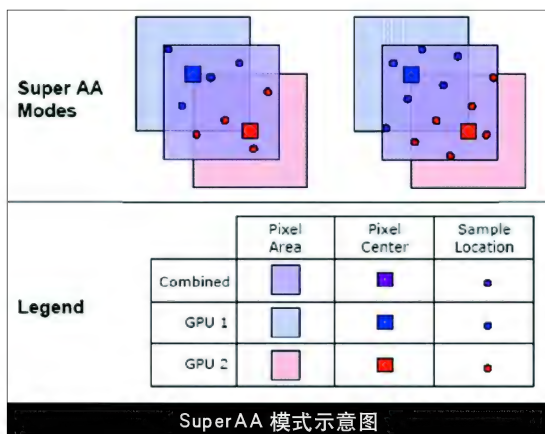 Super AA
Modes
Pixel
Area
Pixel
Center
Sample
Location
Combined
Legend
GPU 1
GPU 2
SuperAA 模式示意图